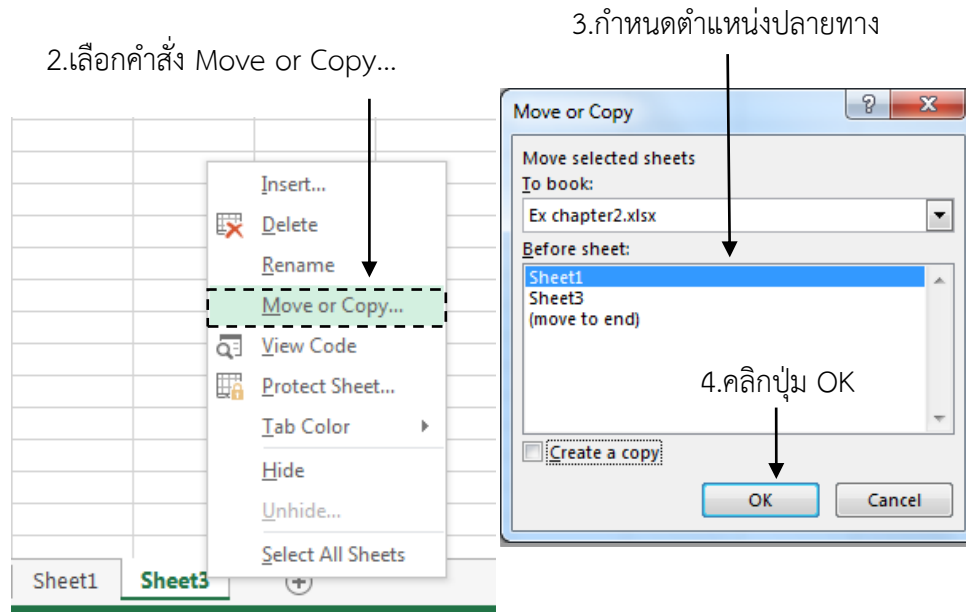 3.กำหนดตำแหน่งปลายทาง
2.เลือกคำสั่ง Move or Copy...
Insert...
Delete
Rename
Move or Copy...
View Code
Protect Sheet...
Tab Color
Hide
Unhide...
Select All Sheets
Sheet1 Sheet3
Move or Copy
Move selected sheets
To book:
Ex chapter2.xlsx
Before sheet:
Sheet1
Sheet3
(move to end)
4.คลิกปุ่ม OK
Create a copy
OK Cancel